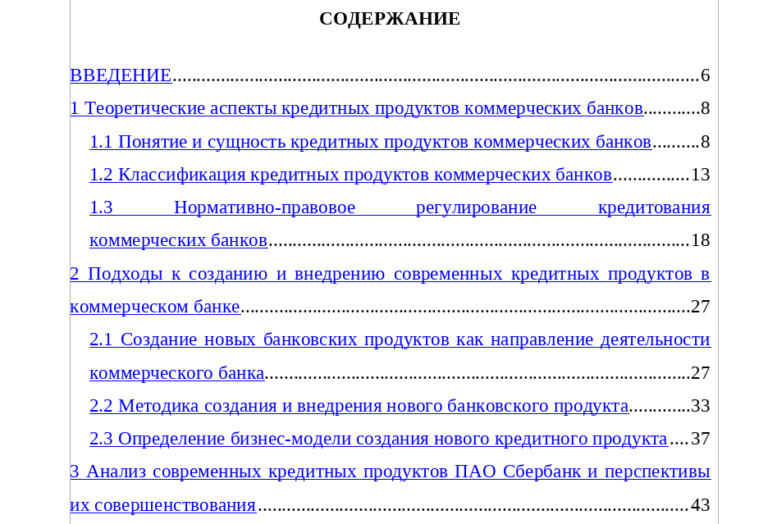 СОДЕРЖАНИЕ
ВВЕДЕНИЕ....................................................................................................................6
1 Теоретические аспекты кредитных продуктов коммерческих банков............8
1.1 Понятие и сущность кредитных продуктов коммерческих банков..........8
1.2 Классификация кредитных продуктов коммерческих банков................13
1.3 Нормативно-правовое регулирование кредитования
коммерческих банков.........................................................................................18
2 Подходы к созданию и внедрению современных кредитных продуктов в
коммерческом банке...............................................................................................27
2.1 Создание новых банковских продуктов как направление деятельности
коммерческого банка..........................................................................................27
2.2 Методика создания и внедрения нового банковского продукта.............33
2.3 Определение бизнес-модели создания нового кредитного продукта....37
3 Анализ современных кредитных продуктов ПАО Сбербанк и перспективы
их совершенствования...........................................................................................43